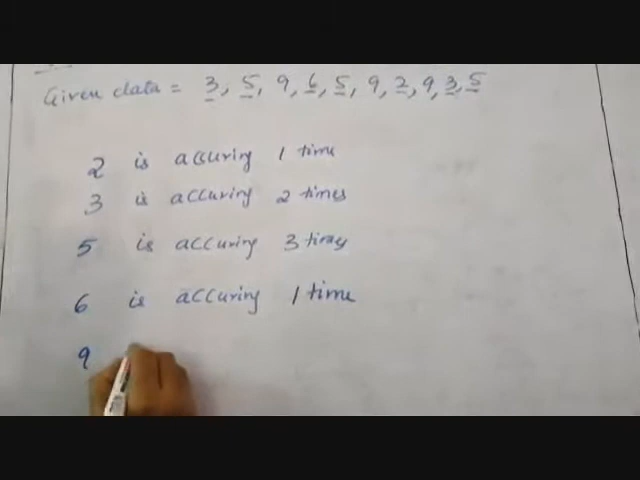 Given data = 3, 5, 9, 6, 5, 9, 2, 9, 3, 5
2 is accuring 1 time
3 is accuring 2 times
5 is accuring 3 times
6 is accuring 1 time
9